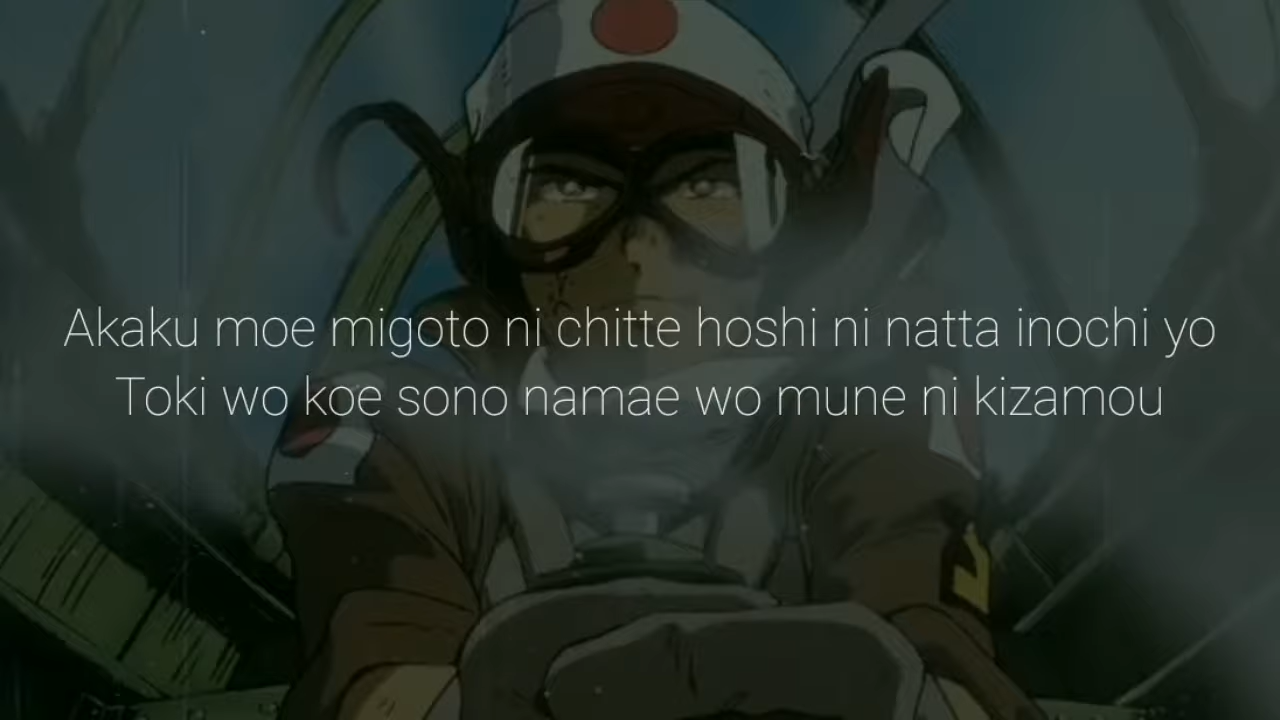 Akaku moe migoto ni chitte hoshi ni natta inochi yo
Toki wo koe sono namae wo mune ni kizamou